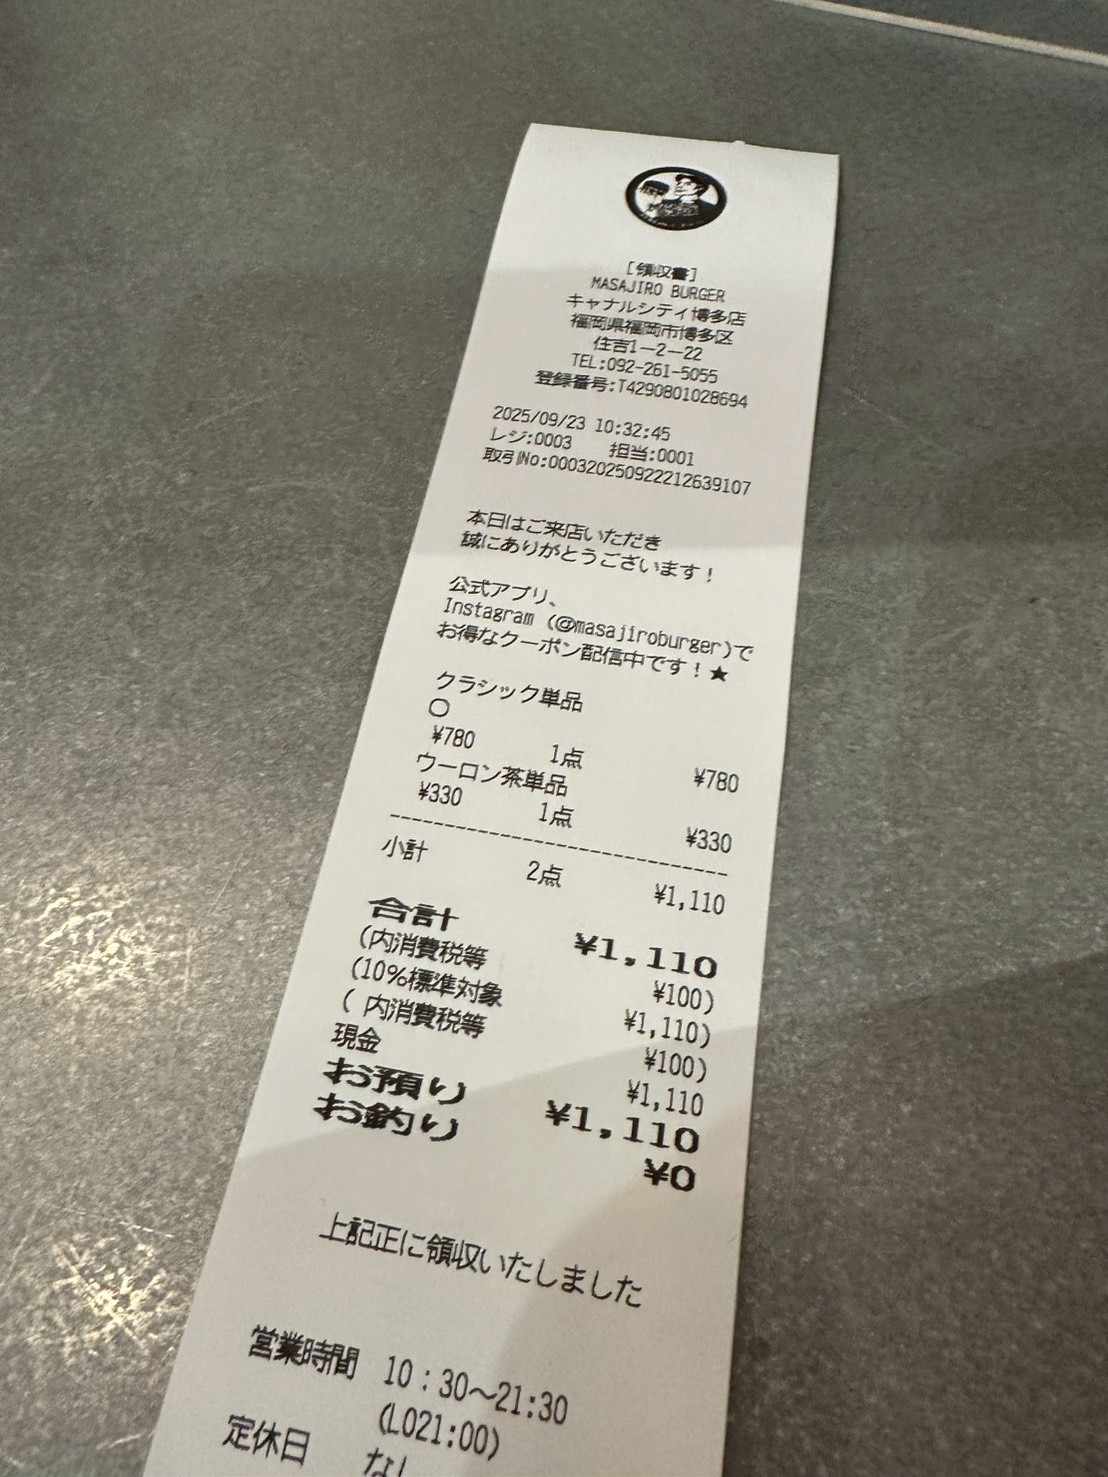 [領収書]
MASAJIRO BURGER
キャナルシティ博多店
福岡県福岡市博多区
住吉1ー2ー22
TEL:092-261-5055
登録番号:T4290801028694
2025/09/23 10:32:45
レジ:0003 担当:0001
取引No:000320250922212639107
本日はご来店いただき
誠にありがとうございます!
公式アプリ、
Instagram (@masajiroburger)で
お得なクーポン配信中です!★
クラシック単品
〇
¥780 1点 ¥780
ウーロン茶単品
¥330 1点 ¥330
小計 2点 ¥1,110
合計 ¥1,110
(内消費税等 ¥100)
(10%標準対象 ¥1,110)
( 内消費税等 ¥100)
現金 ¥1,110
お預り ¥1,110
お釣り ¥0
上記正に領収いたしました
営業時間 10:30〜21:30
(LO21:00)
定休日 なし